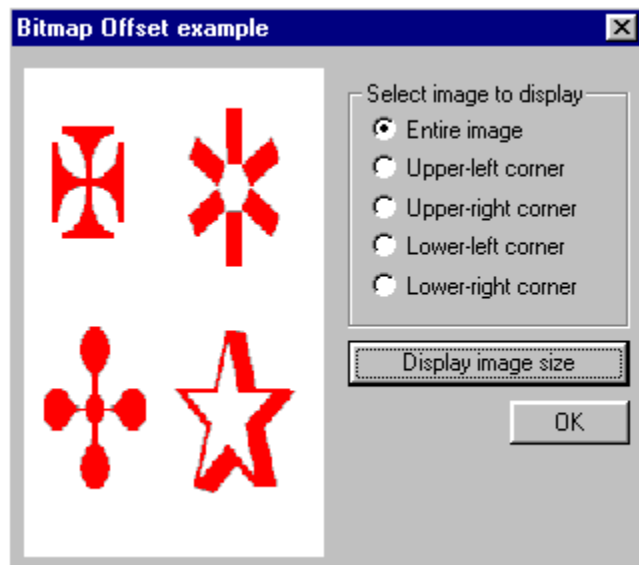 Bitmap Offset example
Select image to display
Entire image
Upper-left corner
Upper-right corner
Lower-left corner
Lower-right corner
Display image size
OK